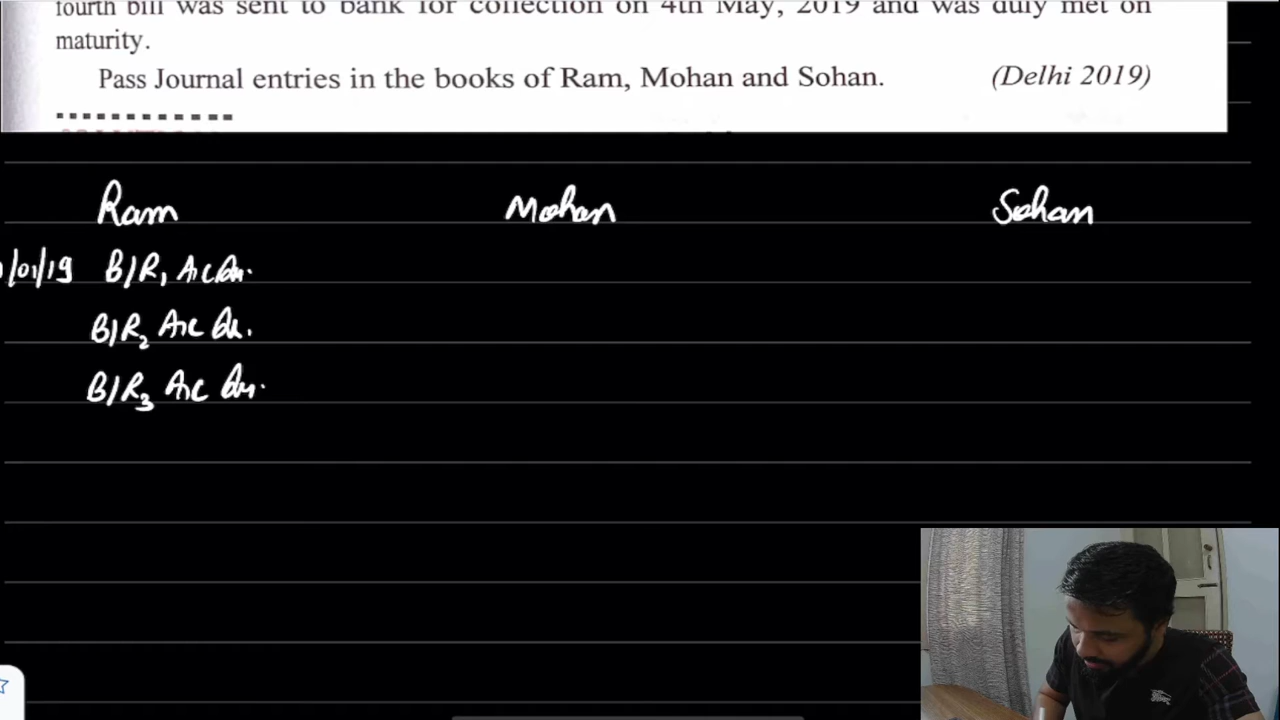 fourth bill was sent to bank for collection on 4th May, 2019 and was duly met on
maturity.
Pass Journal entries in the books of Ram, Mohan and Sohan. (Delhi 2019)
Ram Mohan Sohan
/01/19 B/R1 A/c Dr.
B/R2 A/c Dr.
B/R3 A/c Dr.